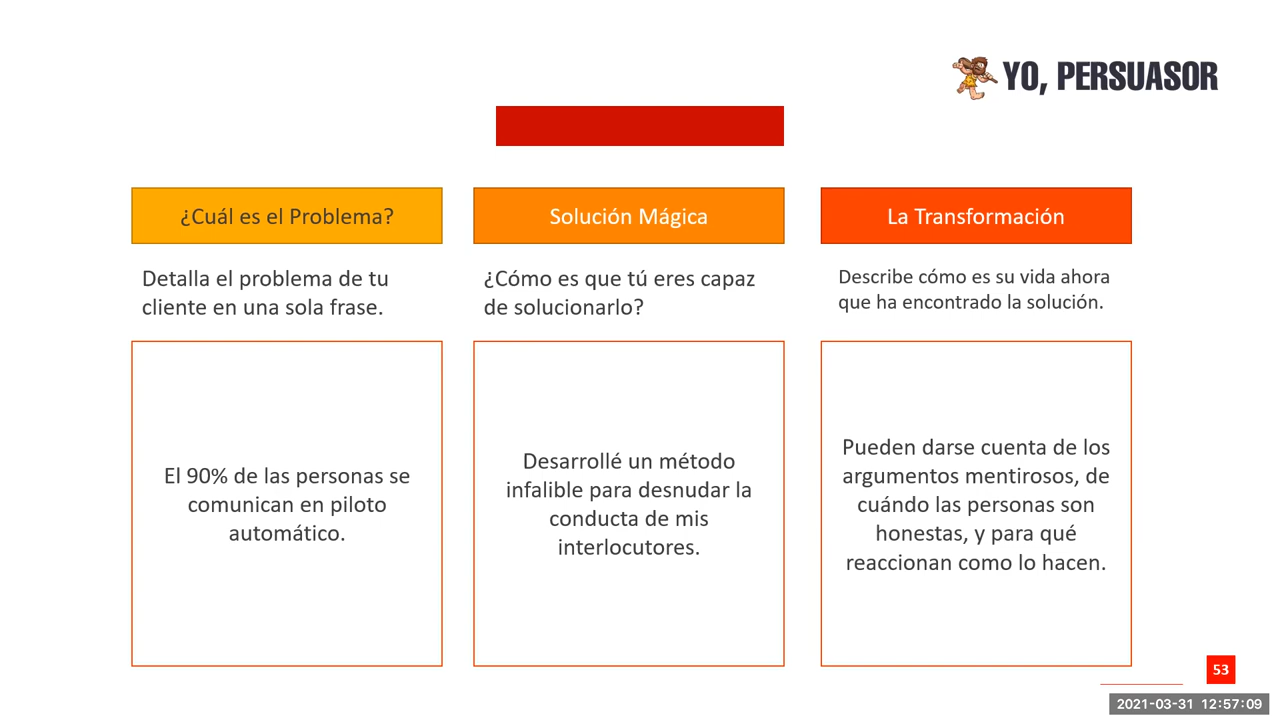 YO, PERSUASOR
¿Cuál es el Problema?
Detalla el problema de tu
cliente en una sola frase.
El 90% de las personas se
comunican en piloto
automático.
Solución Mágica
¿Cómo es que tú eres capaz
de solucionarlo?
Desarrollé un método
infalible para desnudar la
conducta de mis
interlocutores.
La Transformación
Describe cómo es su vida ahora
que ha encontrado la solución.
Pueden darse cuenta de los
argumentos mentirosos, de
cuándo las personas son
honestas, y para qué
reaccionan como lo hacen.
53
2021-03-31 12:57:09